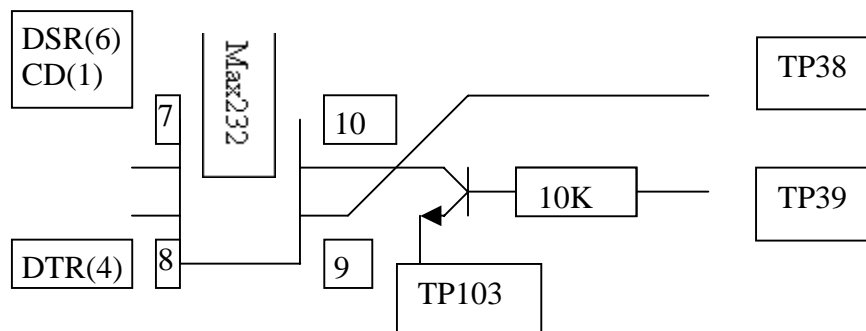 DSR(6)
CD(1)
Max232
TP38
7
10
10K
TP39
DTR(4)
8
9
TP103